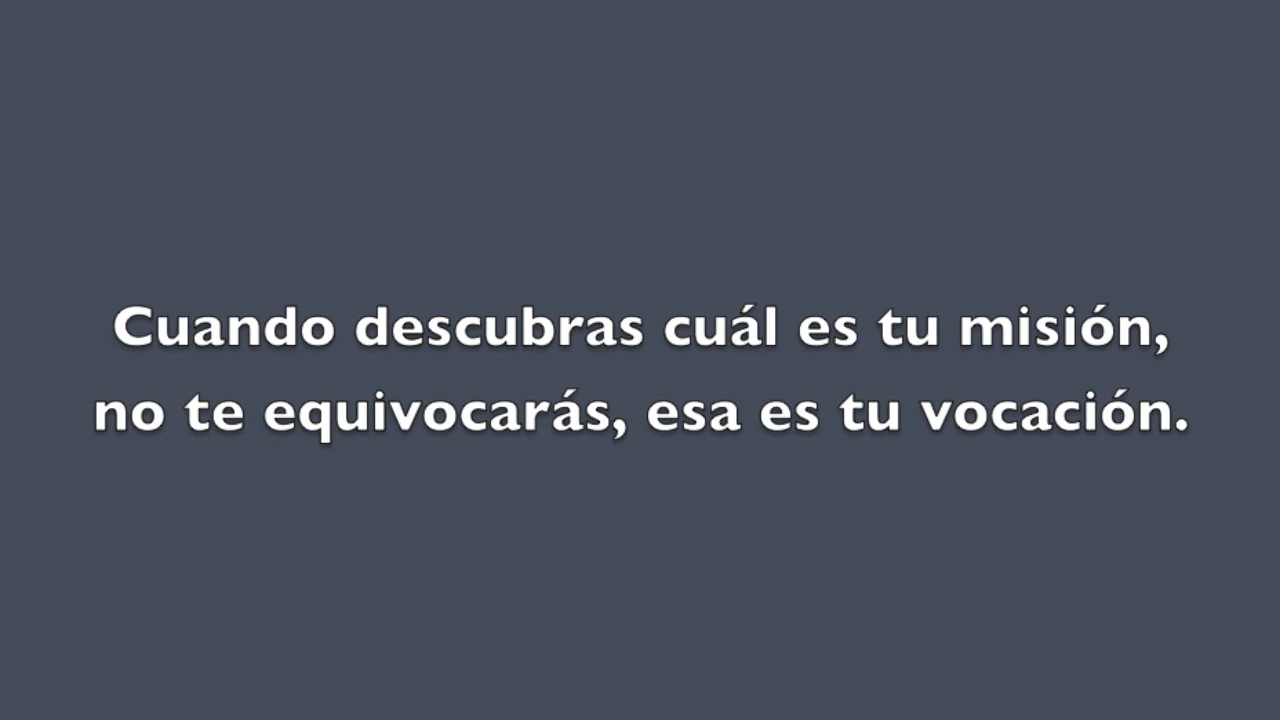 Cuando descubras cuál es tu misión,
no te equivocarás, esa es tu vocación.